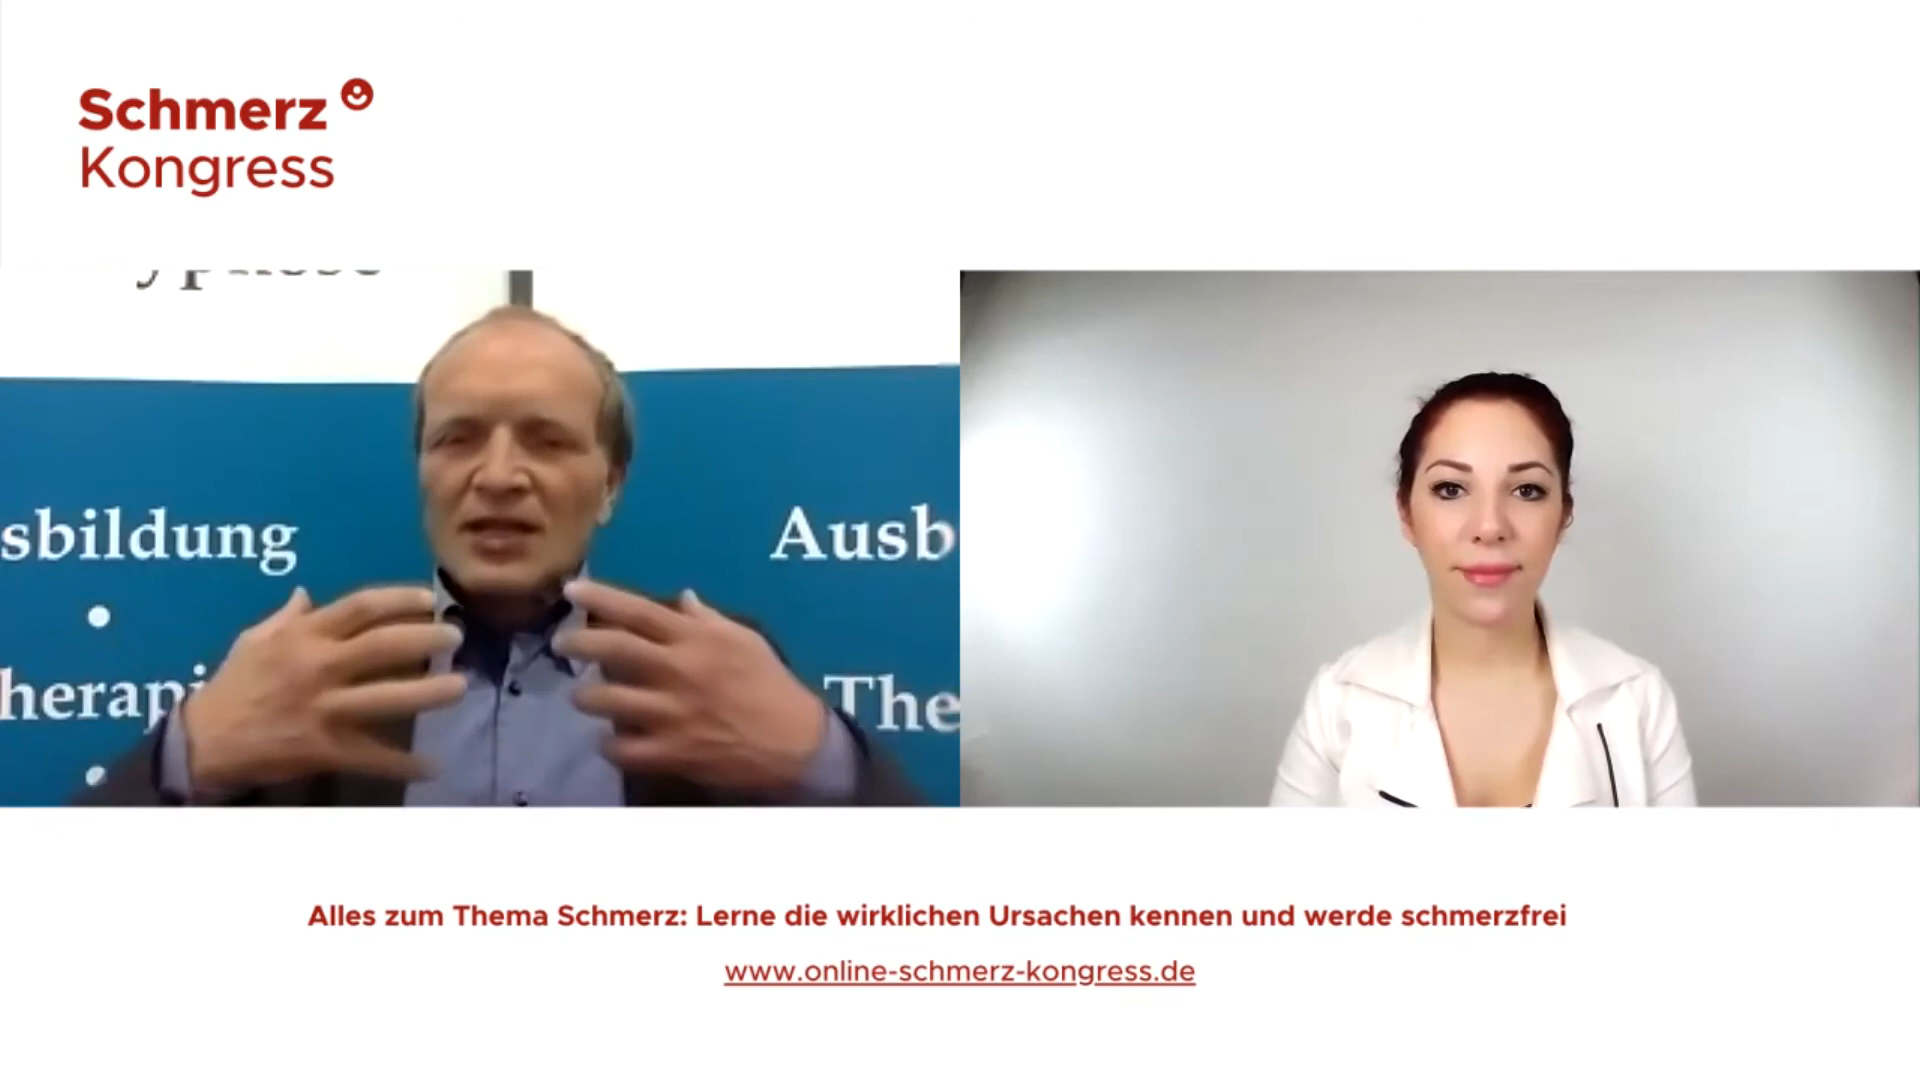 Schmerz
Kongress
sbildung
Ausb
herapi
The
Alles zum Thema Schmerz: Lerne die wirklichen Ursachen kennen und werde schmerzfrei
www.online-schmerz-kongress.de